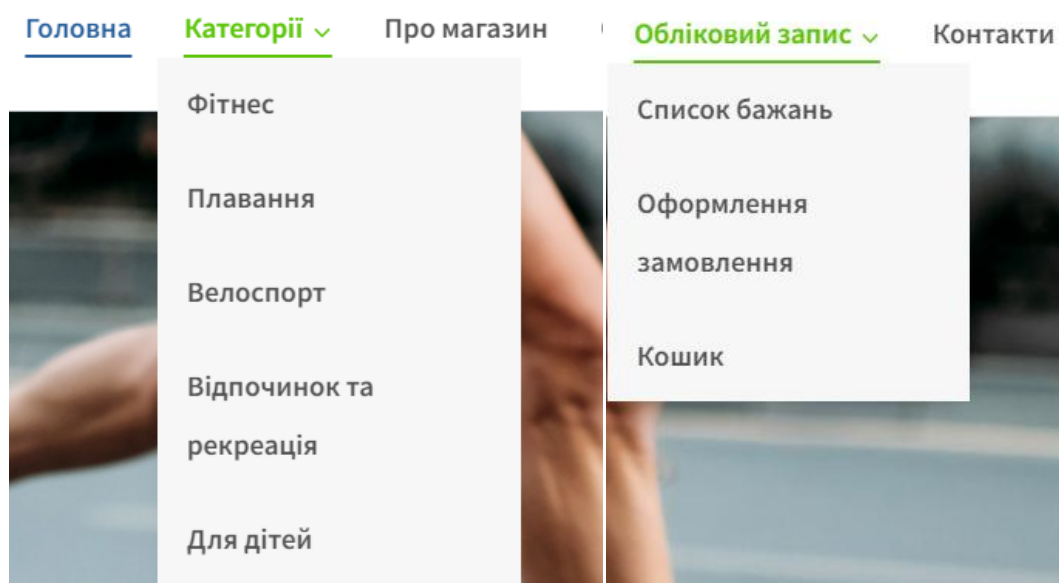 Головна Категорії Про магазин
Фітнес
Плавання
Велоспорт
Відпочинок та
рекреація
Для дітей
Обліковий запис Контакти
Список бажань
Оформлення
замовлення
Кошик